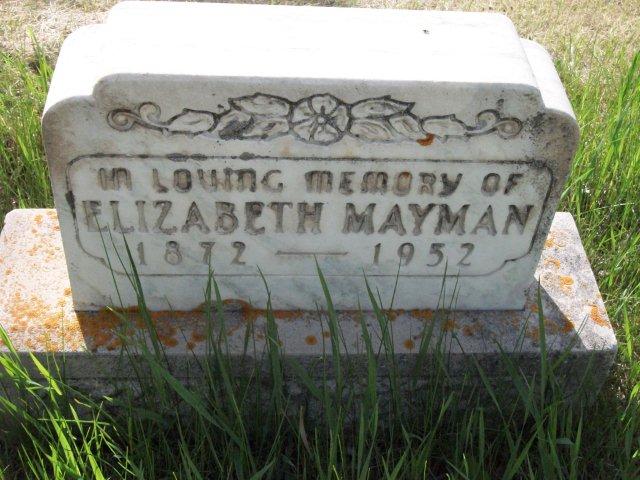 IN LOVING MEMORY OF
ELIZABETH MAYMAN
1872 — 1952